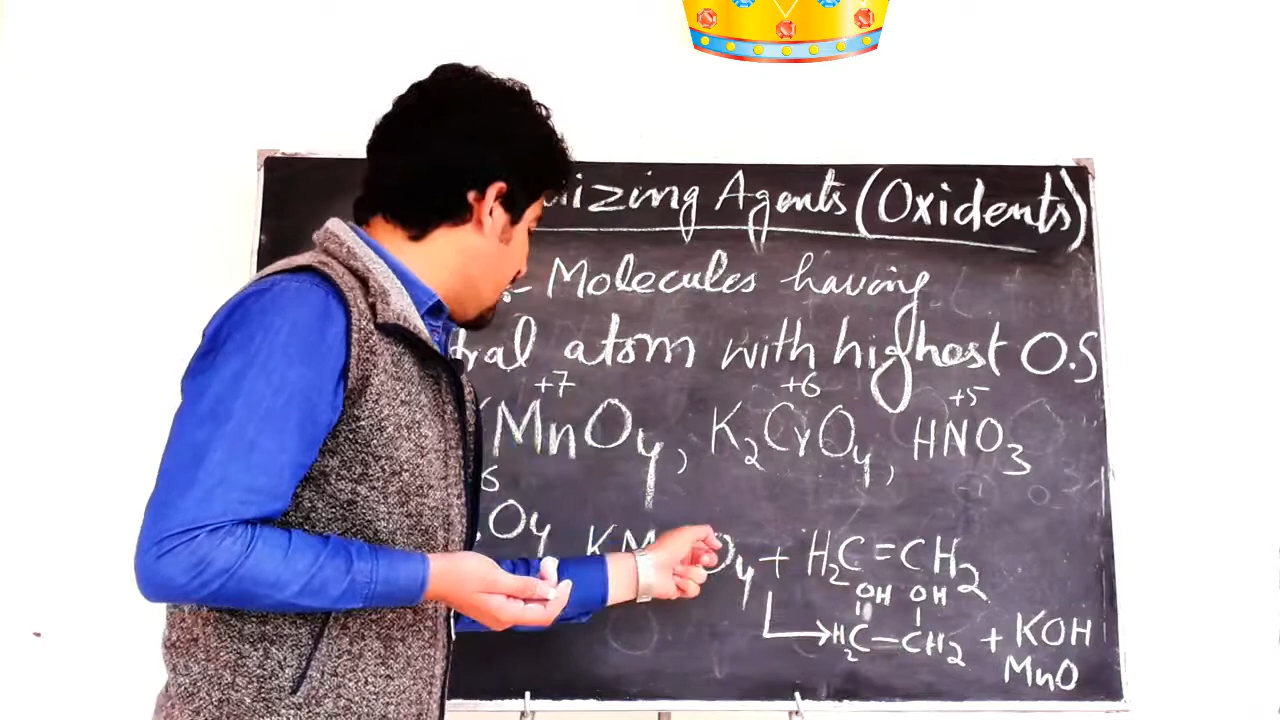 izing Agents (Oxidents)
:- Molecules having
tral atom with highest O.S
+7 +6 +5
KMnO4, K2CrO4, HNO3
6
O4
KM O4 + H2C=CH2
OH OH
H2C-CH2 + KOH
MnO